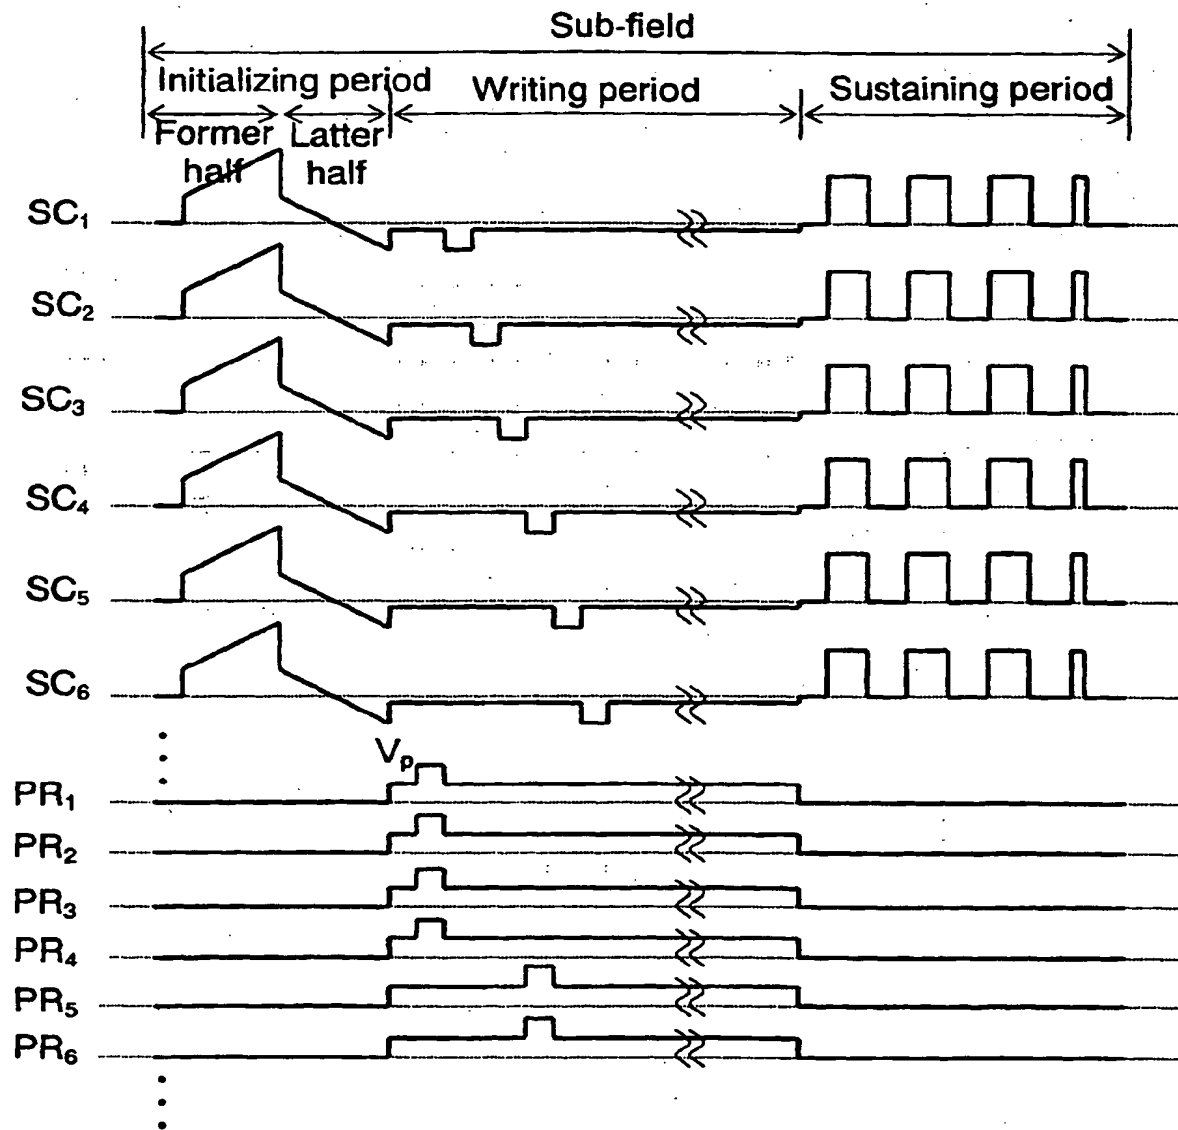 Sub-field
Initializing period
Writing period
Sustaining period
Former half
Latter half
SC1
SC2
SC3
SC4
SC5
SC6
Vp
PR1
PR2
PR3
PR4
PR5
PR6